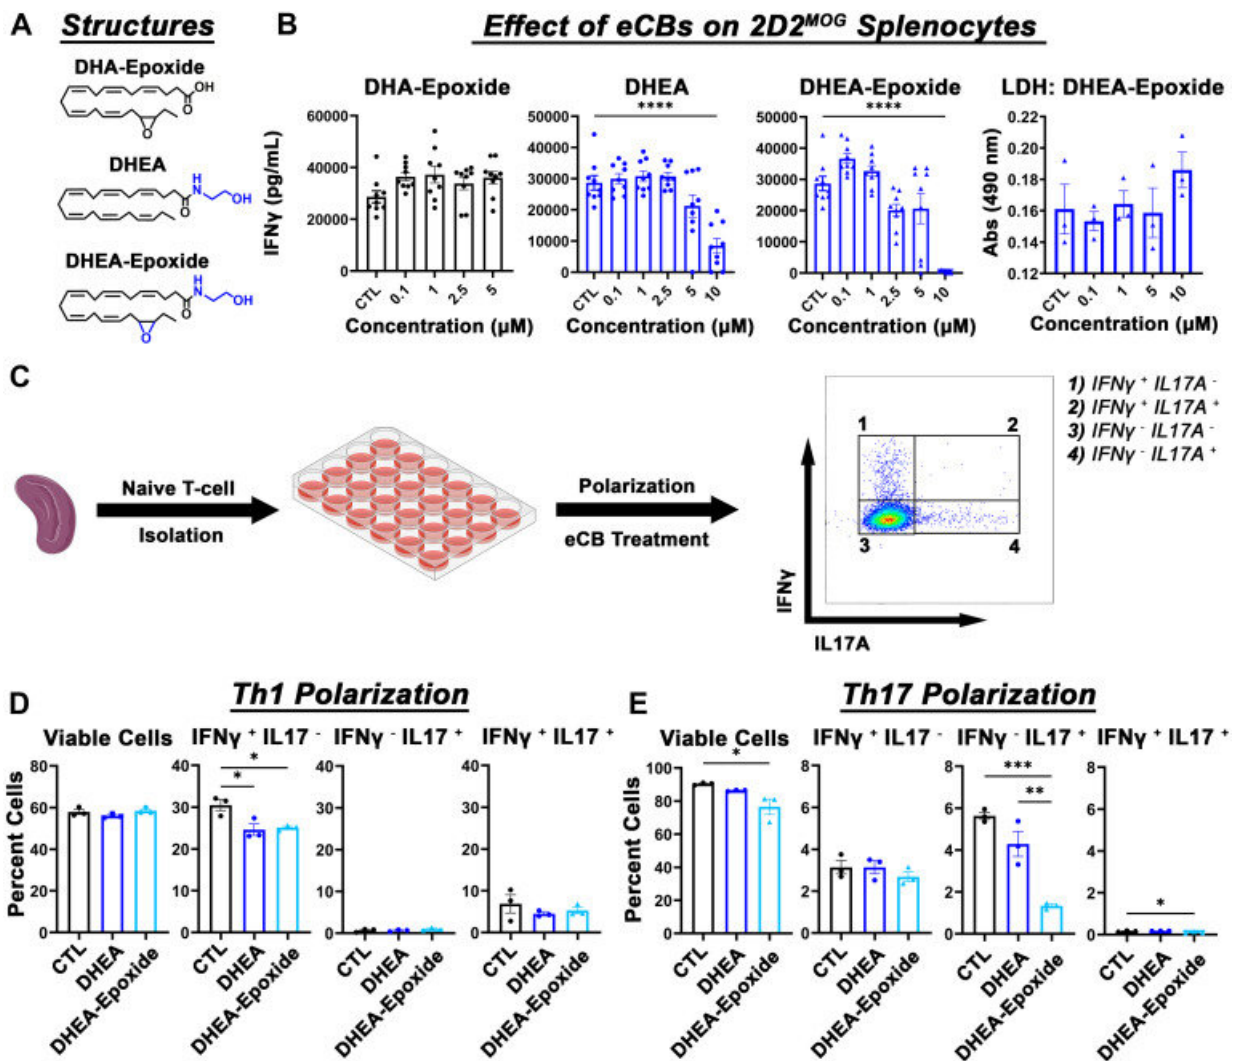 A Structures
DHA-Epoxide
OH
O
O
DHEA
H
N
OH
O
DHEA-Epoxide
H
N
OH
O
O
B Effect of eCBs on 2D2MOG Splenocytes
DHA-Epoxide
IFNγ (pg/mL)
60000
40000
20000
0
CTL 0.1 1 2.5 5
Concentration (μM)
DHEA
****
50000
40000
30000
20000
10000
0
CTL 0.1 1 2.5 5 10
Concentration (μM)
DHEA-Epoxide
****
50000
40000
30000
20000
10000
0
CTL 0.1 1 2.5 5 10
Concentration (μM)
LDH: DHEA-Epoxide
Abs (490 nm)
0.22
0.20
0.18
0.16
0.14
0.12
CTL 0.1 1 5 10
Concentration (μM)
C
Naive T-cell
Isolation
Polarization
eCB Treatment
IFNγ
1 2
3 4
IL17A
1) IFNγ + IL17A -
2) IFNγ + IL17A +
3) IFNγ - IL17A -
4) IFNγ - IL17A +
D Th1 Polarization
Viable Cells
Percent Cells
80
60
40
20
0
CTL DHEA DHEA-Epoxide
IFNγ + IL17 -
*
*
40
30
20
10
0
CTL DHEA DHEA-Epoxide
IFNγ - IL17 +
40
30
20
10
0
CTL DHEA DHEA-Epoxide
IFNγ + IL17 +
40
30
20
10
0
CTL DHEA DHEA-Epoxide
E Th17 Polarization
Viable Cells
*
Percent Cells
100
80
60
40
20
0
CTL DHEA DHEA-Epoxide
IFNγ + IL17 -
8
6
4
2
0
CTL DHEA DHEA-Epoxide
IFNγ - IL17 +
***
**
8
6
4
2
0
CTL DHEA DHEA-Epoxide
IFNγ + IL17 +
*
8
6
4
2
0
CTL DHEA DHEA-Epoxide